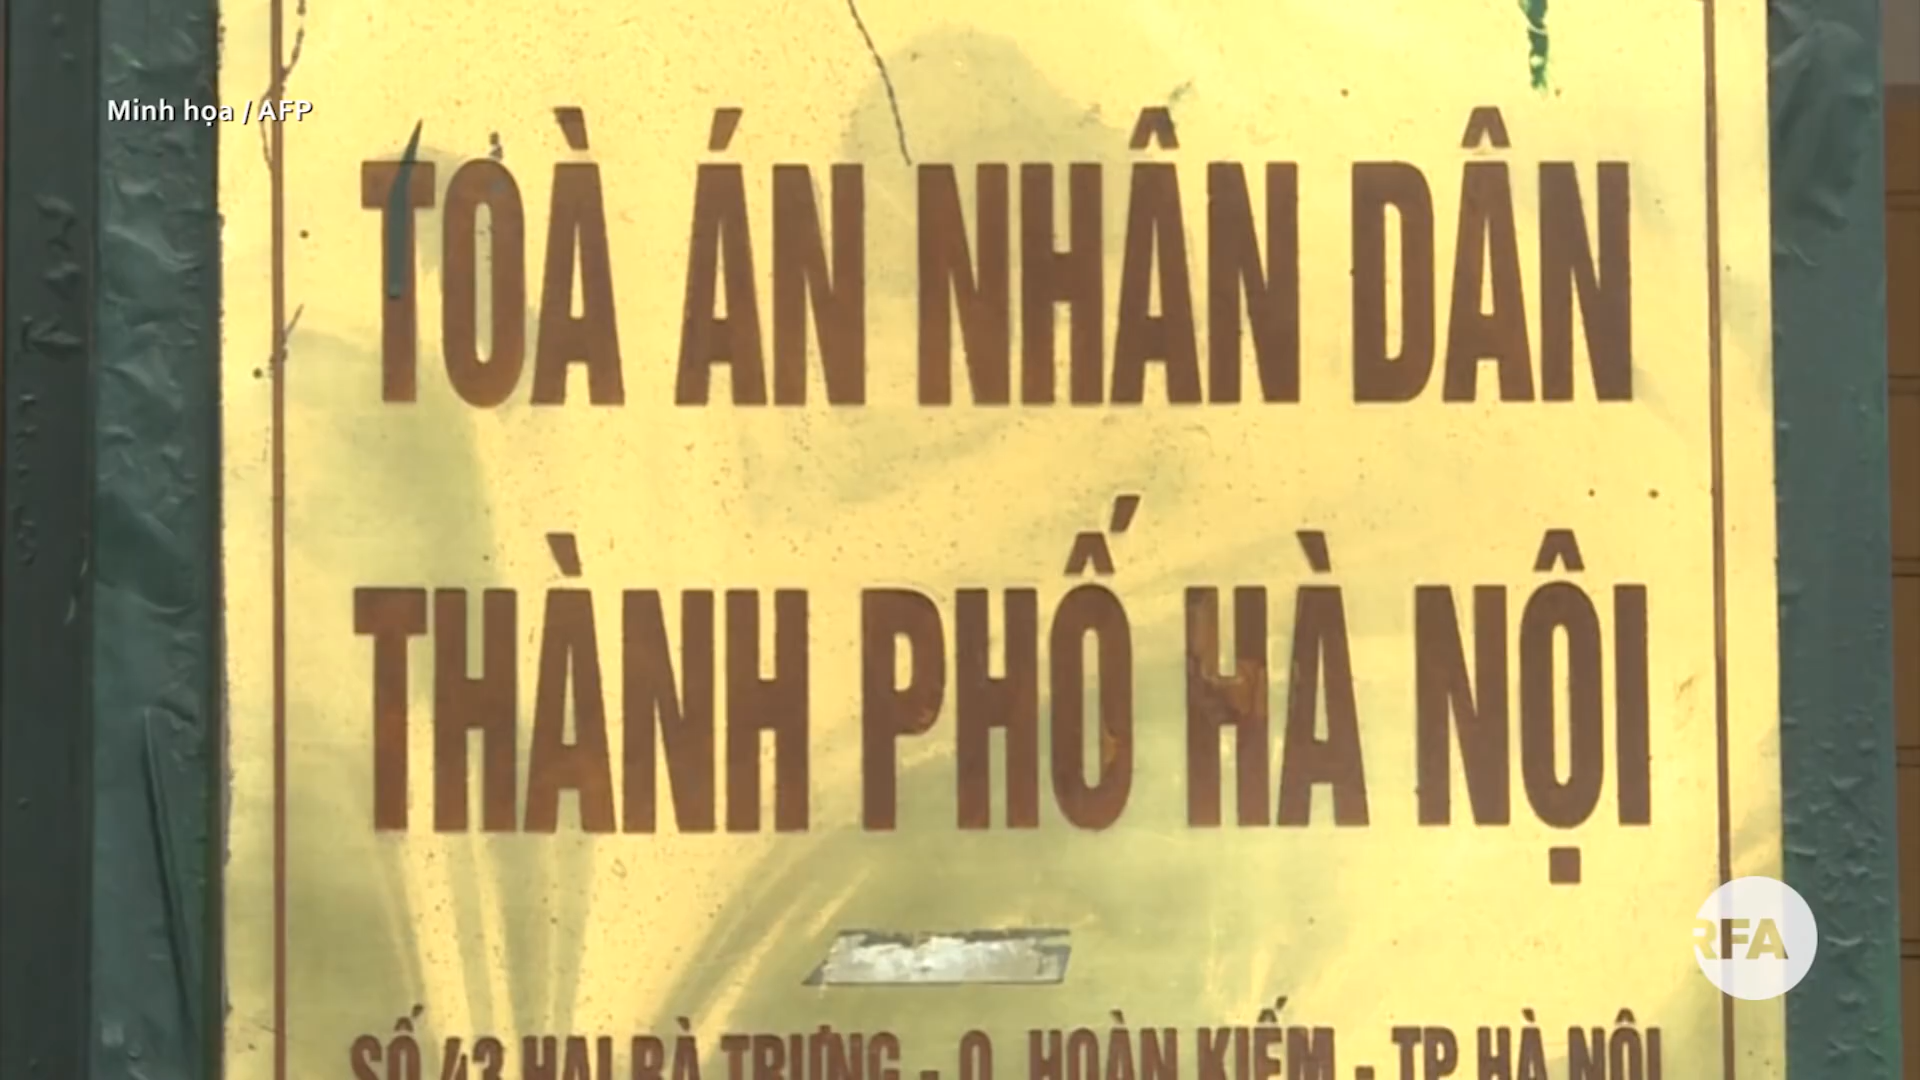 Minh họa / AFP
TOÀ ÁN NHÂN DÂN
THÀNH PHỐ HÀ NỘI
SỐ 43 HAI BÀ TRƯNG - Q. HOÀN KIẾM - TP HÀ NỘI
RFA